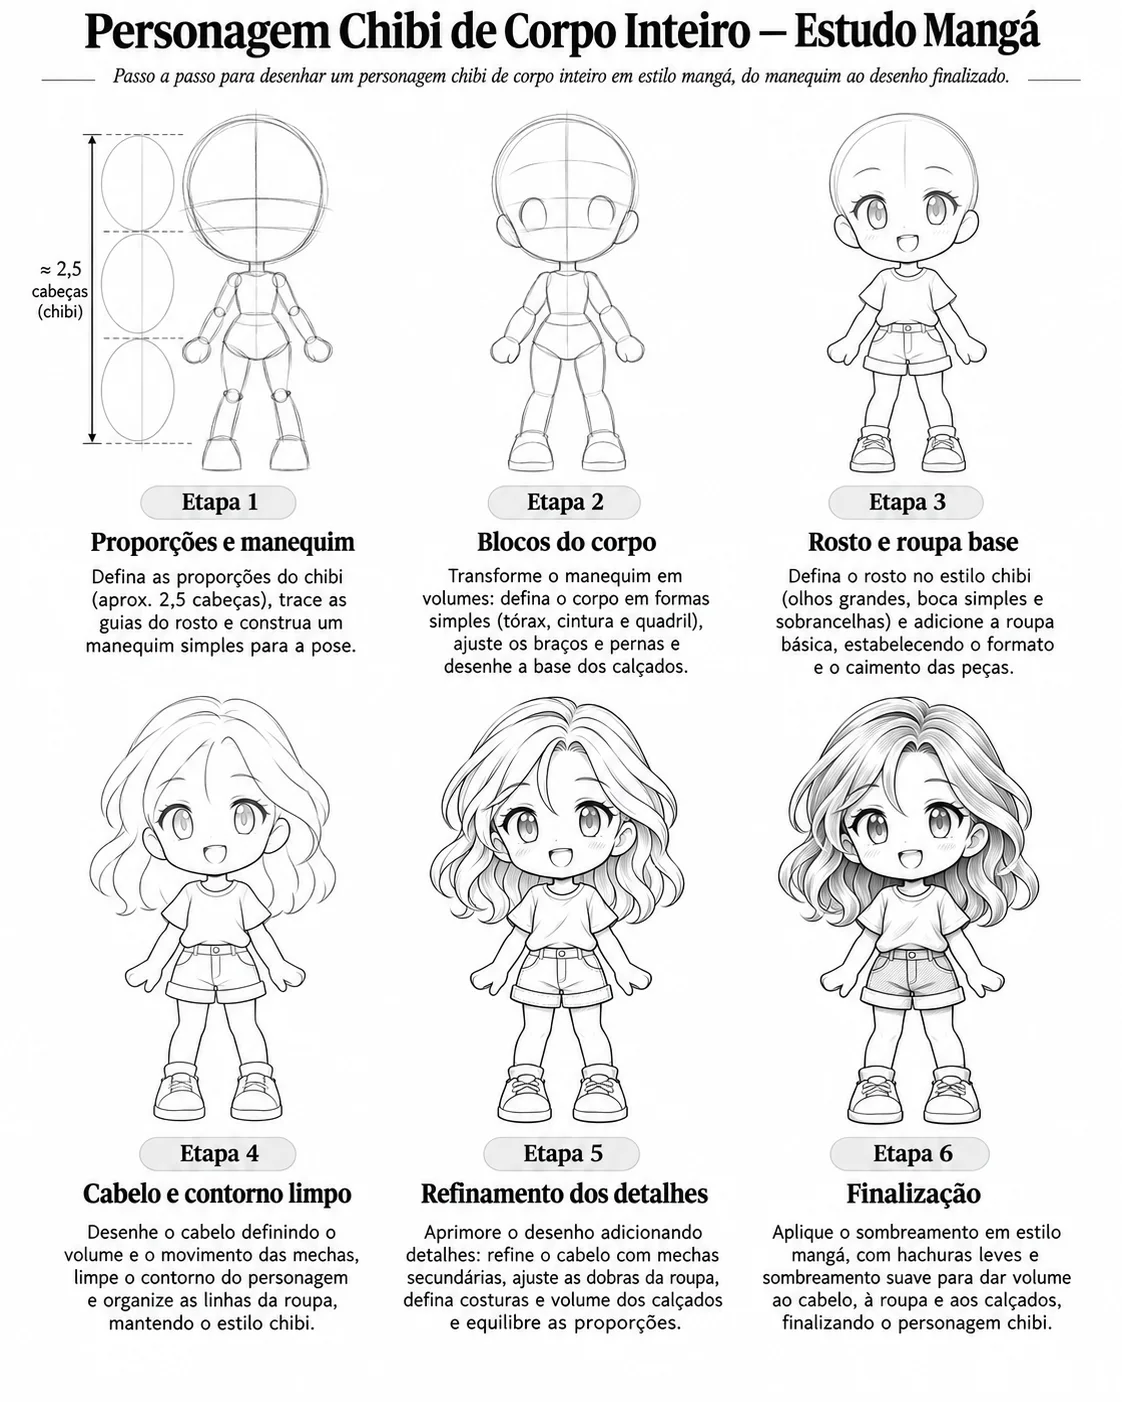 Personagem Chibi de Corpo Inteiro – Estudo Mangá
Passo a passo para desenhar um personagem chibi de corpo inteiro em estilo mangá, do manequim ao desenho finalizado.
≈ 2,5
cabeças
(chibi)
Etapa 1
Proporções e manequim
Defina as proporções do chibi
(aprox. 2,5 cabeças), trace as
guias do rosto e construa um
manequim simples para a pose.
Etapa 2
Blocos do corpo
Transforme o manequim em
volumes: defina o corpo em formas
simples (tórax, cintura e quadril),
ajuste os braços e pernas e
desenhe a base dos calçados.
Etapa 3
Rosto e roupa base
Defina o rosto no estilo chibi
(olhos grandes, boca simples e
sobrancelhas) e adicione a roupa
básica, estabelecendo o formato
e o caimento das peças.
Etapa 4
Cabelo e contorno limpo
Desenhe o cabelo definindo o
volume e o movimento das mechas,
limpe o contorno do personagem
e organize as linhas da roupa,
mantendo o estilo chibi.
Etapa 5
Refinamento dos detalhes
Aprimore o desenho adicionando
detalhes: refine o cabelo com mechas
secundárias, ajuste as dobras da roupa,
defina costuras e volume dos calçados
e equilibre as proporções.
Etapa 6
Finalização
Aplique o sombreamento em estilo
mangá, com hachuras leves e
sombreamento suave para dar volume
ao cabelo, à roupa e aos calçados,
finalizando o personagem chibi.